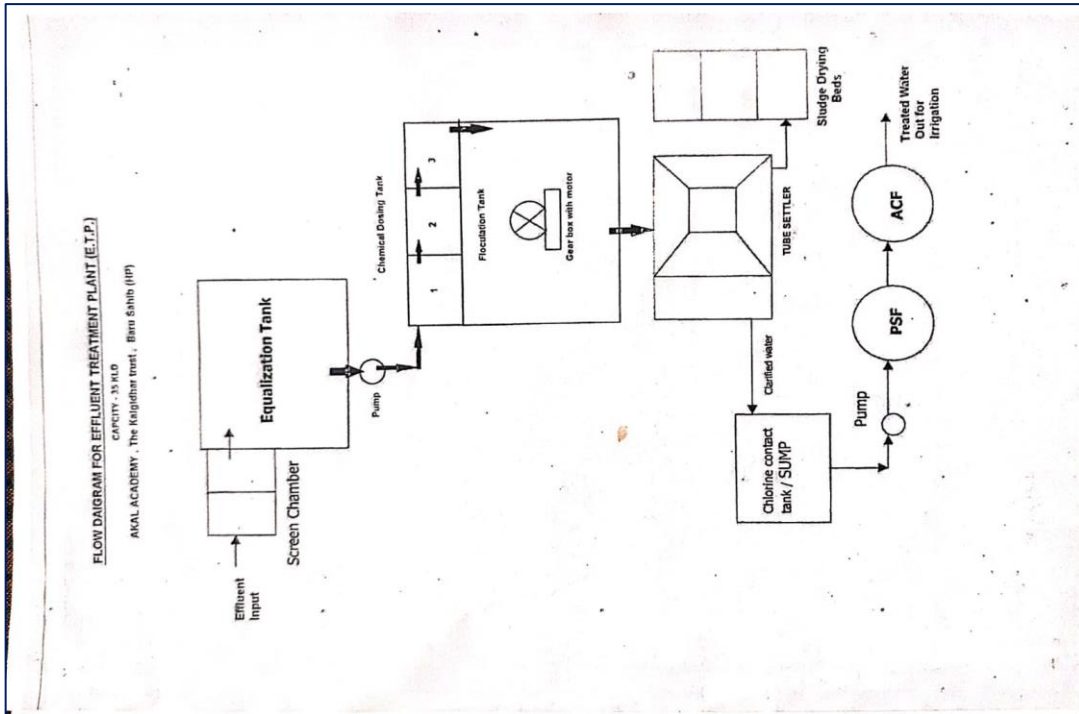 FLOW DAIGRAM FOR EFFLUENT TREATMENT PLANT (E.T.P.)
CAPCITY - 35 KLD
AKAL ACADEMY , The Kalgidhar trust , Baru Sahib (HP)
Effluent
Input
Screen Chamber
Equalization Tank
Pump
Chemical Dosing Tank
1
2
3
Floculation Tank
Gear box with motor
TUBE SETTLER
Sludge Drying
Beds
Clarified water
Chlorine contact
tank / SUMP
Pump
PSF
ACF
Treated Water
Out for
Irrigation